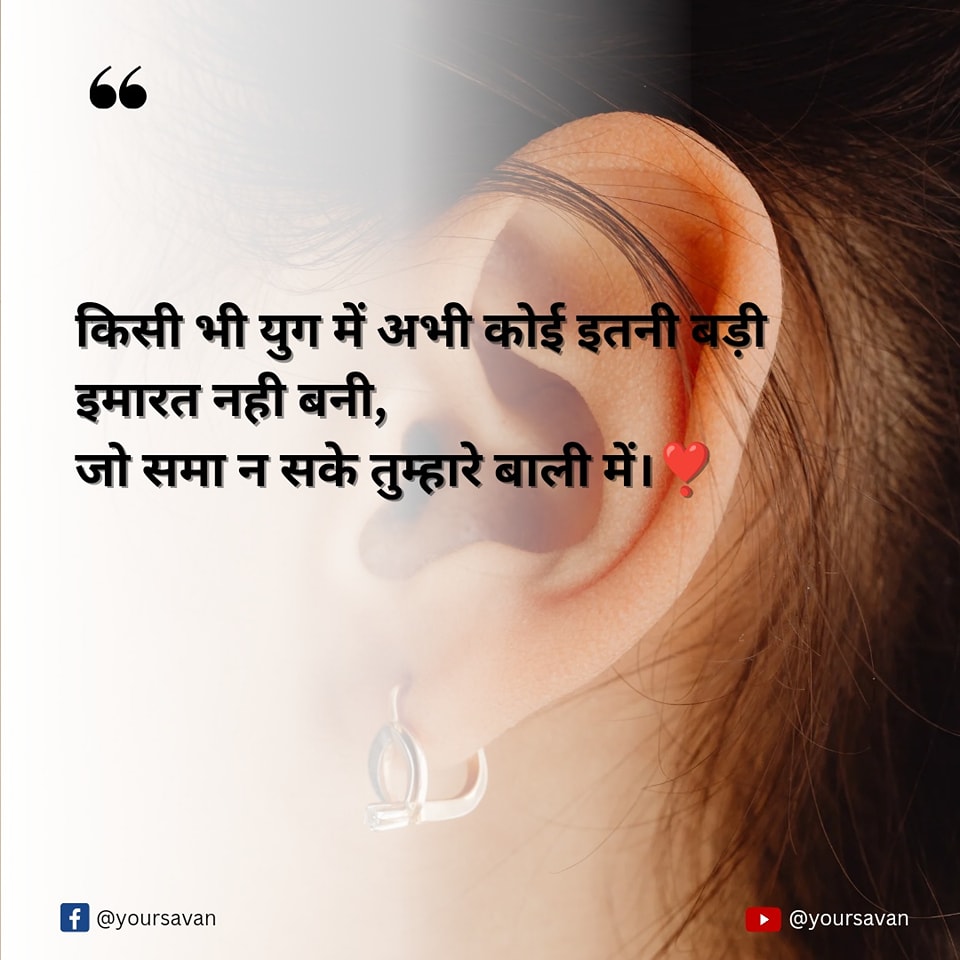 किसी भी युग में अभी कोई इतनी बड़ी
इमारत नही बनी,
जो समा न सके तुम्हारे बाली में।❣️
@yoursavan
@yoursavan